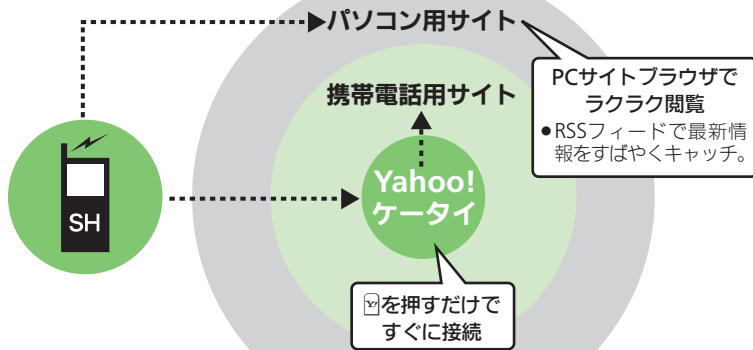 パソコン用サイト
PCサイトブラウザで
ラクラク閲覧
●RSSフィードで最新情
報をすばやくキャッチ。
携帯電話用サイト
Yahoo!
ケータイ
SH
Y!を押すだけで
すぐに接続